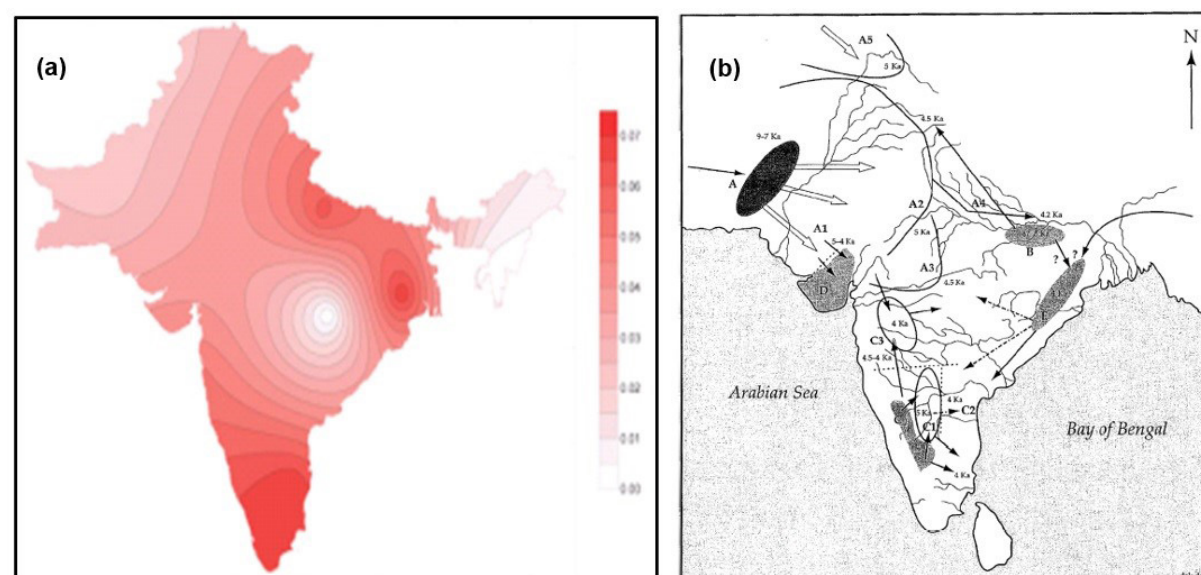 (a)
0.07
0.06
0.05
0.04
0.03
0.02
0.01
0.00
(b)
N
A5
5 Ka
4.5 Ka
9-7 Ka
A
A2
A4
4.2 Ka
A1
5-4 Ka
5 Ka
B
? ?
A3
D
4.5 Ka
4 Ka
C3
4.5-4 Ka
Arabian Sea
4 Ka
5 Ka
C2
C1
Bay of Bengal
4 Ka